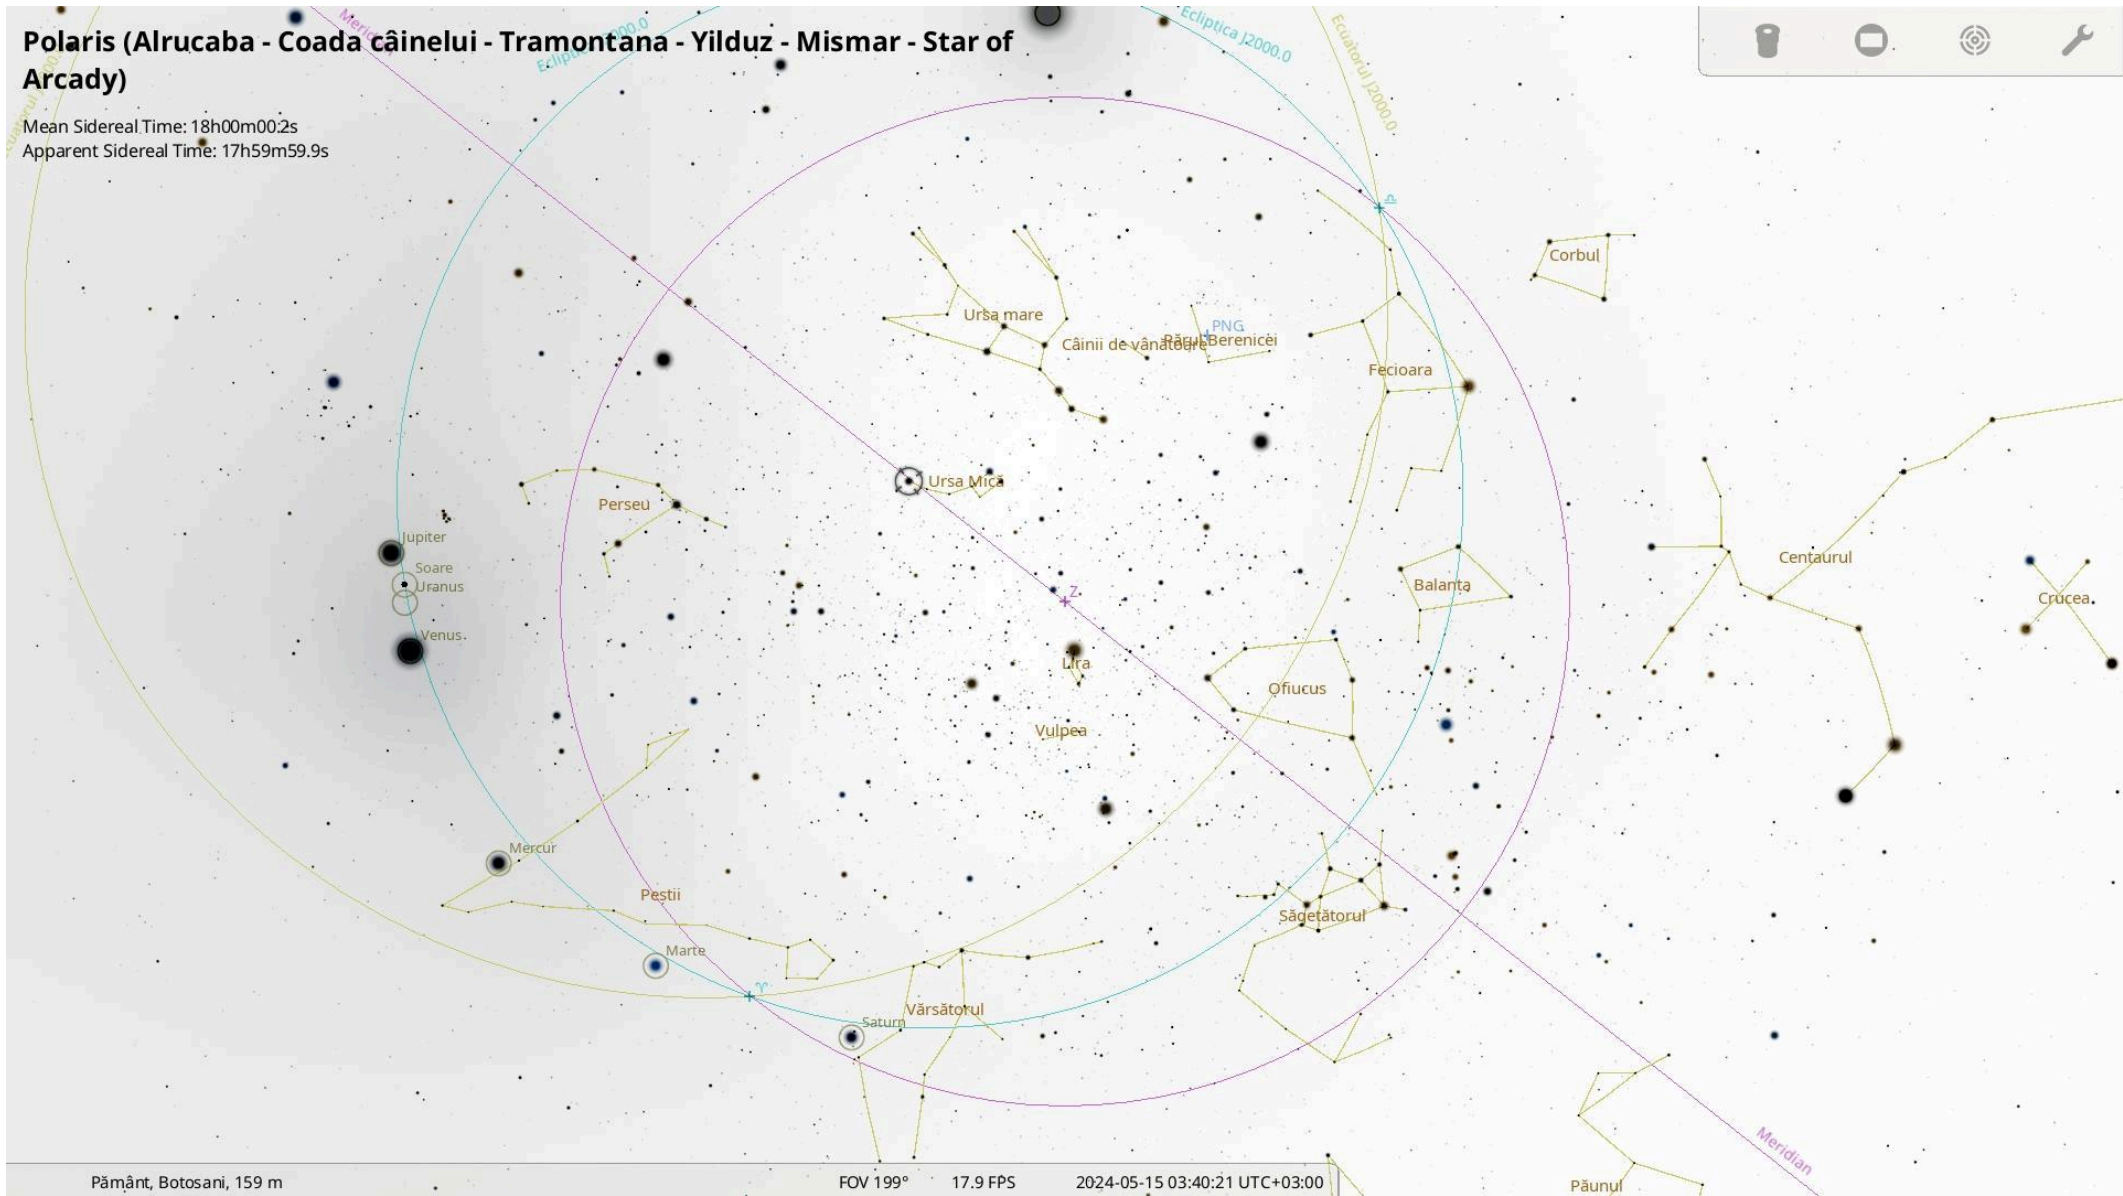 Polaris (Alrucaba - Coada câinelui - Tramontana - Yilduz - Mismar - Star of
Arcady)
Mean Sidereal Time: 18h00m00.2s
Apparent Sidereal Time: 17h59m59.9s
Ecliptica J2000.0
Ecuatorul J2000.0
Corbul
Ursa mare
PNG
Câinii de vânătoare
Părul Berenicei
Fecioara
Ursa Mică
Perseu
Jupiter
Centaurul
Soare
Uranus
Balanța
Z
Crucea
Venus
Lira
Ofiucus
Vulpea
Mercur
Peștii
Săgetătorul
Marte
Vărsătorul
Saturn
Meridian
Păunul
Pământ, Botosani, 159 m
FOV 199°
17.9 FPS
2024-05-15 03:40:21 UTC+03:00